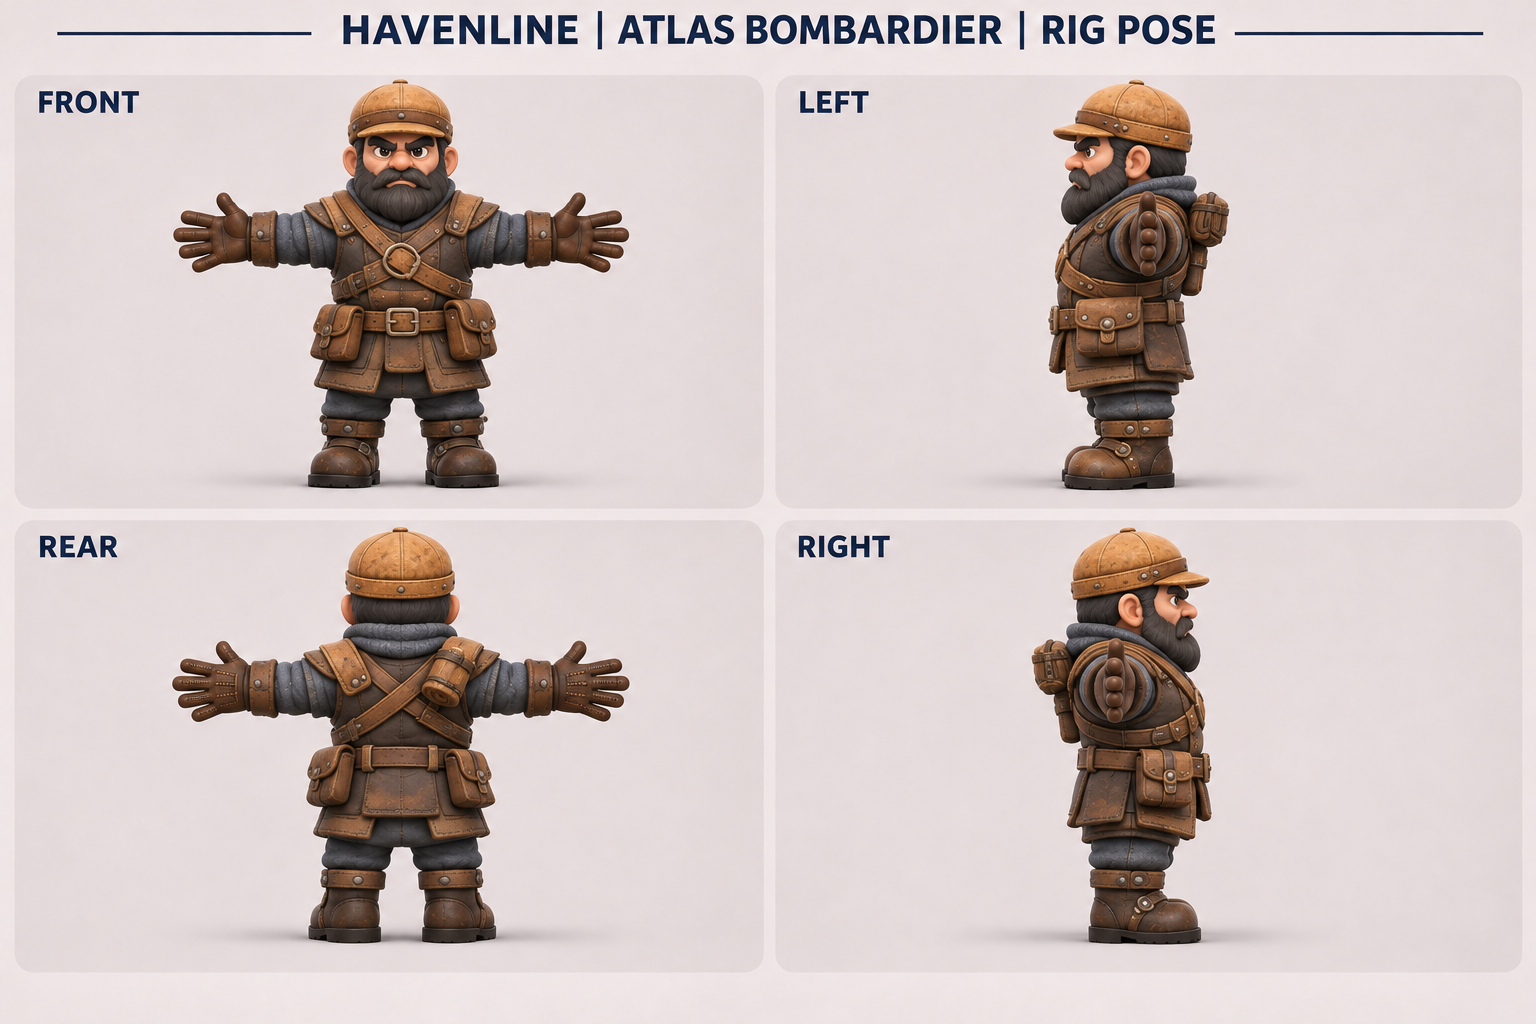 HAVENLINE | ATLAS BOMBARDIER | RIG POSE
FRONT
LEFT
REAR
RIGHT